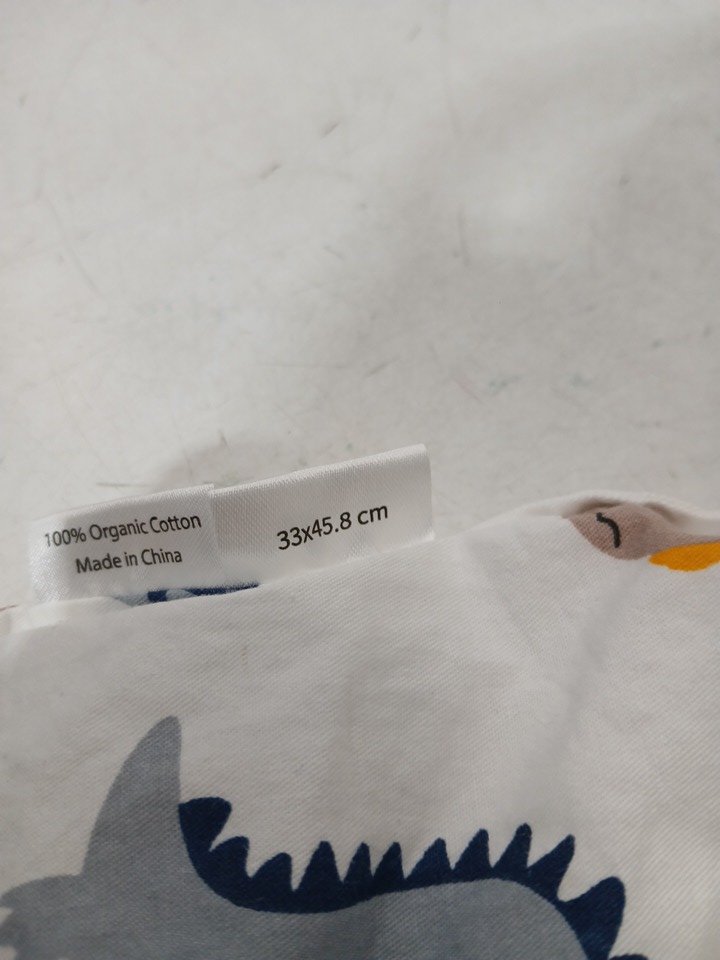 100% Organic Cotton
Made in China
33x45.8 cm